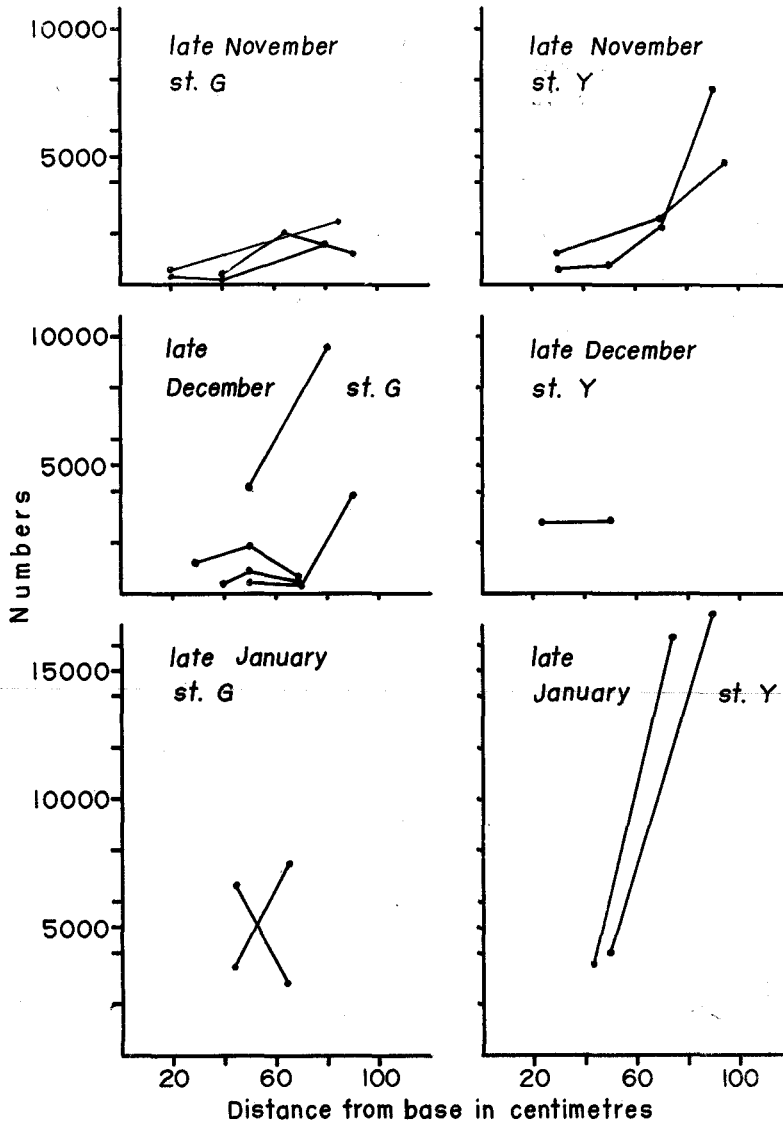 10000
late November
st. G
5000
late November
st. Y
10000
late
December st. G
5000
late December
st. Y
Numbers
late January
st. G
15000
10000
5000
late
January st. Y
20 60 100
20 60 100
Distance from base in centimetres